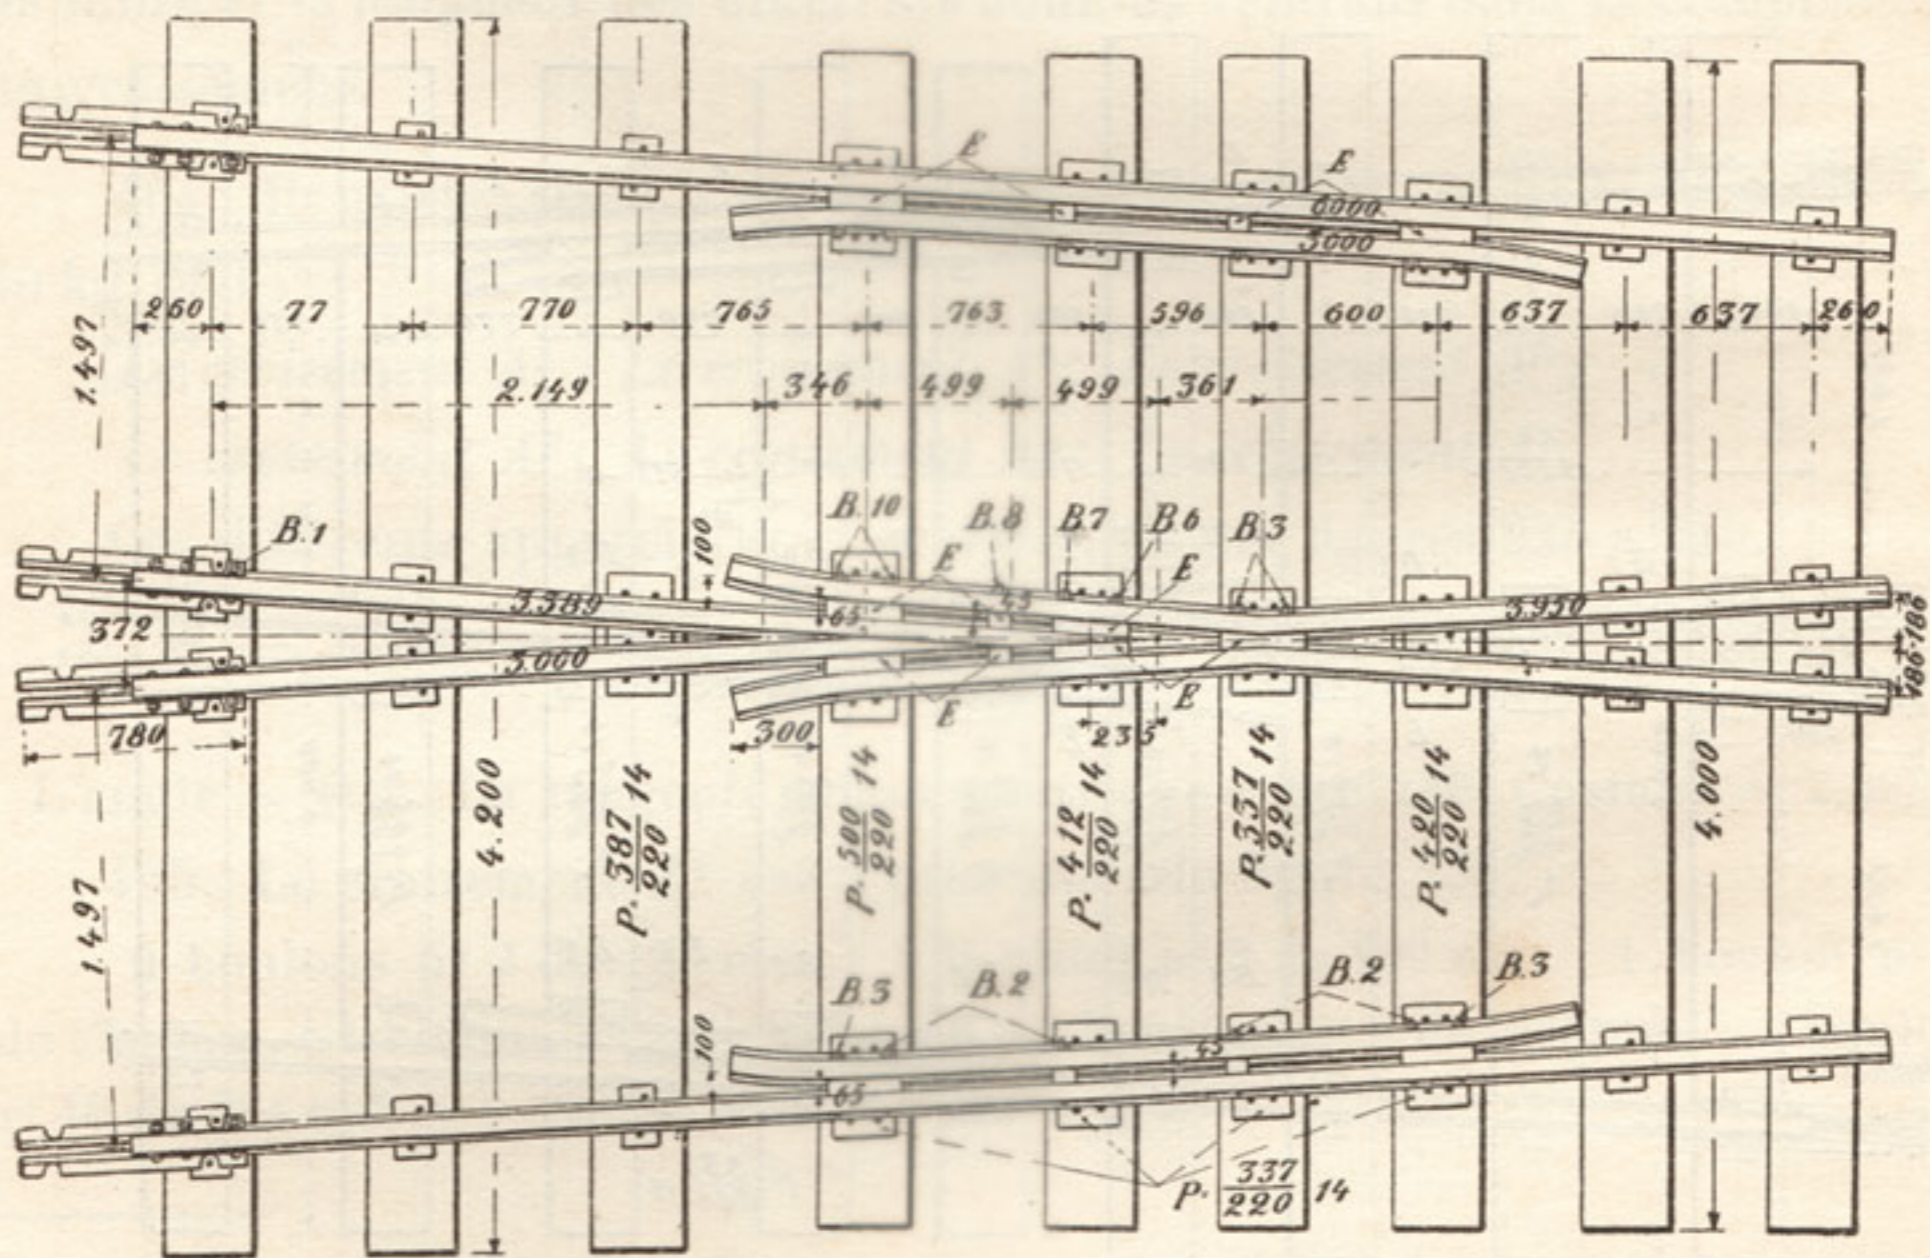 E
E
6000
3000
260 77 770 765 763 596 600 637 637 260
1.497
2.149 346 499 499 361
B.1
100
B.10
B.8
B.7
B.6
B.3
E
E
3.389
65
45
3.950
372
3.000
186
186
780
300
E
235
E
4.200
P. 387/220 14
P. 500/220 14
P. 412/220 14
P. 337/220 14
P. 420/220 14
4.000
1.497
B.3
B.2
B.2
B.3
100
65
45
P. 337/220 14